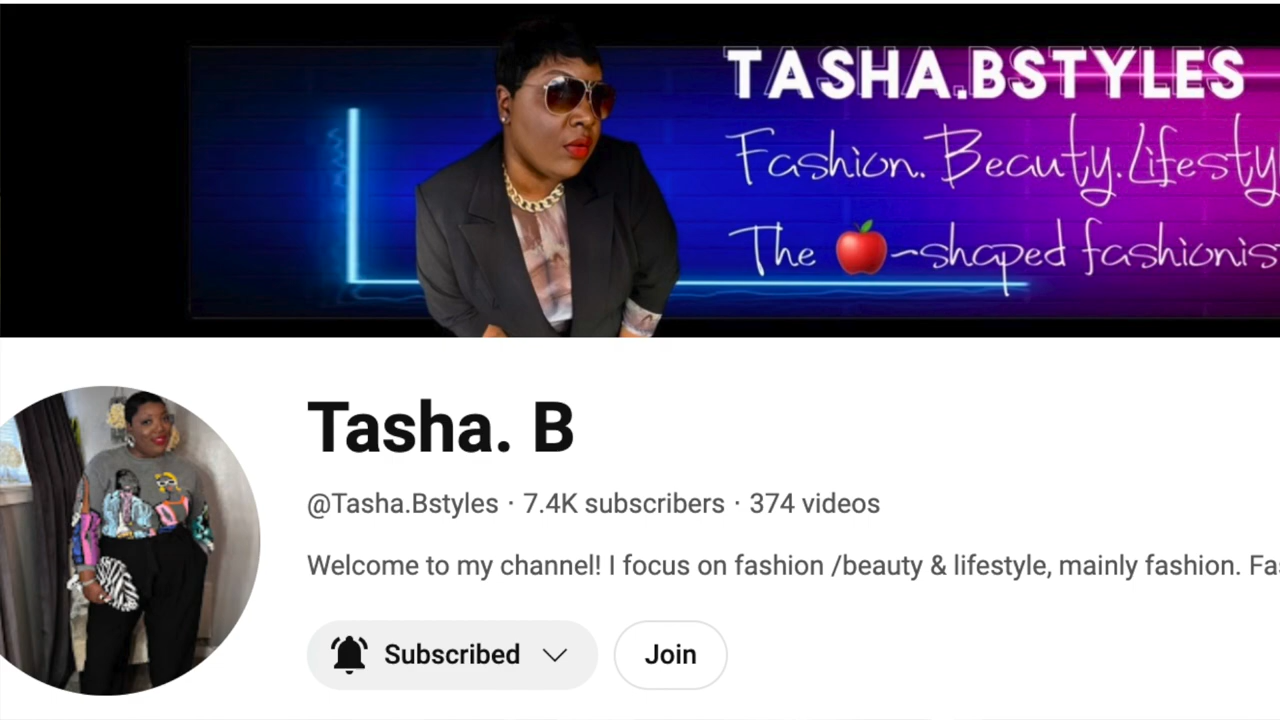 TASHA.BSTYLES
Fashion. Beauty. Lifesty
The 🍎-shaped fashionis
Tasha. B
@Tasha.Bstyles · 7.4K subscribers · 374 videos
Welcome to my channel! I focus on fashion /beauty & lifestyle, mainly fashion. Fas
Subscribed
Join